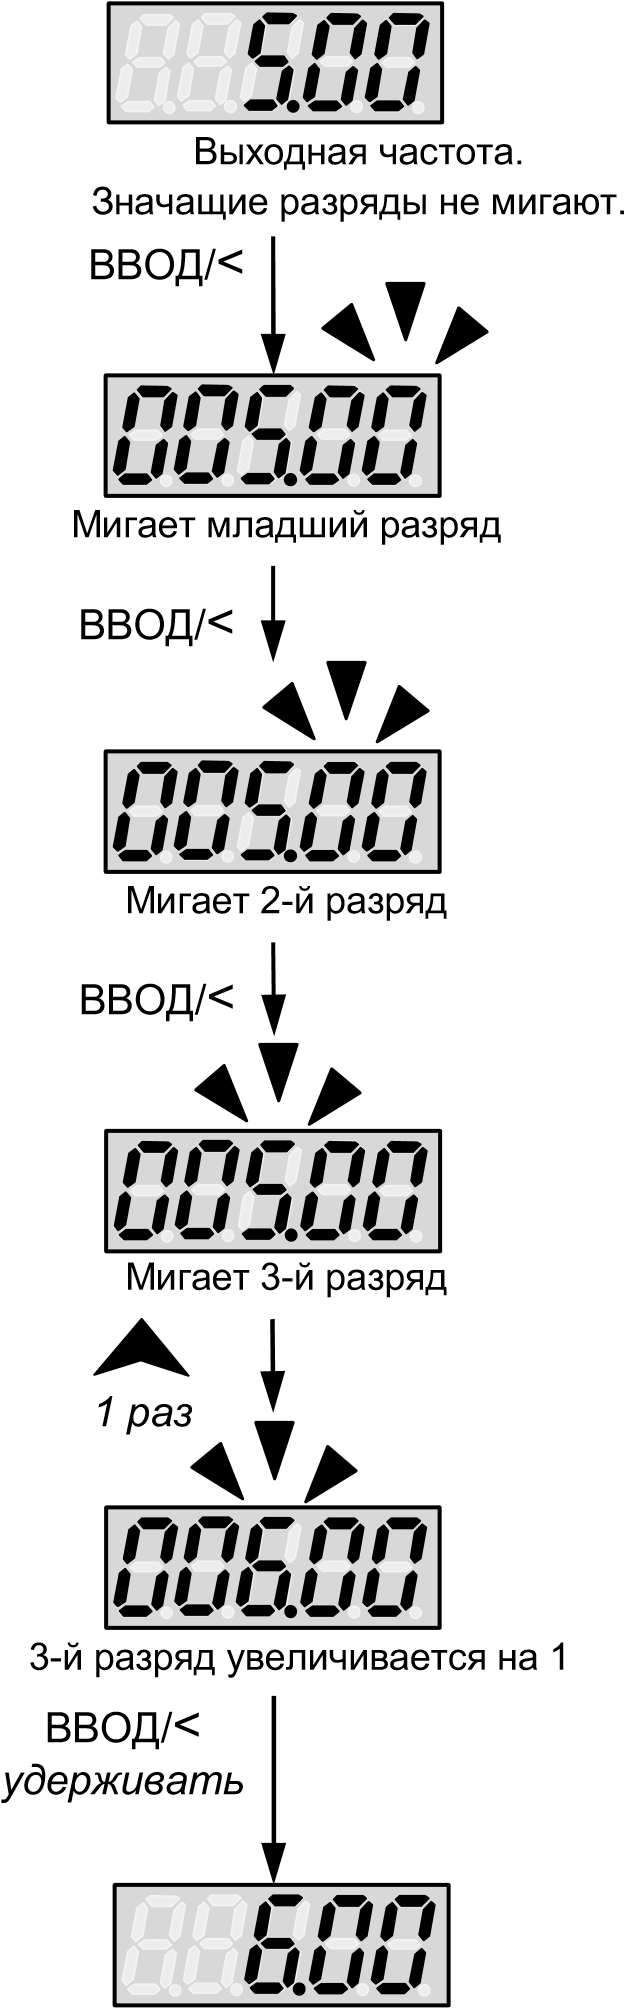 5.00
Выходная частота.
Значащие разряды не мигают.
ВВОД/<
005.00
Мигает младший разряд
ВВОД/<
005.00
Мигает 2-й разряд
ВВОД/<
005.00
Мигает 3-й разряд
1 раз
006.00
3-й разряд увеличивается на 1
ВВОД/<
удерживать
6.00